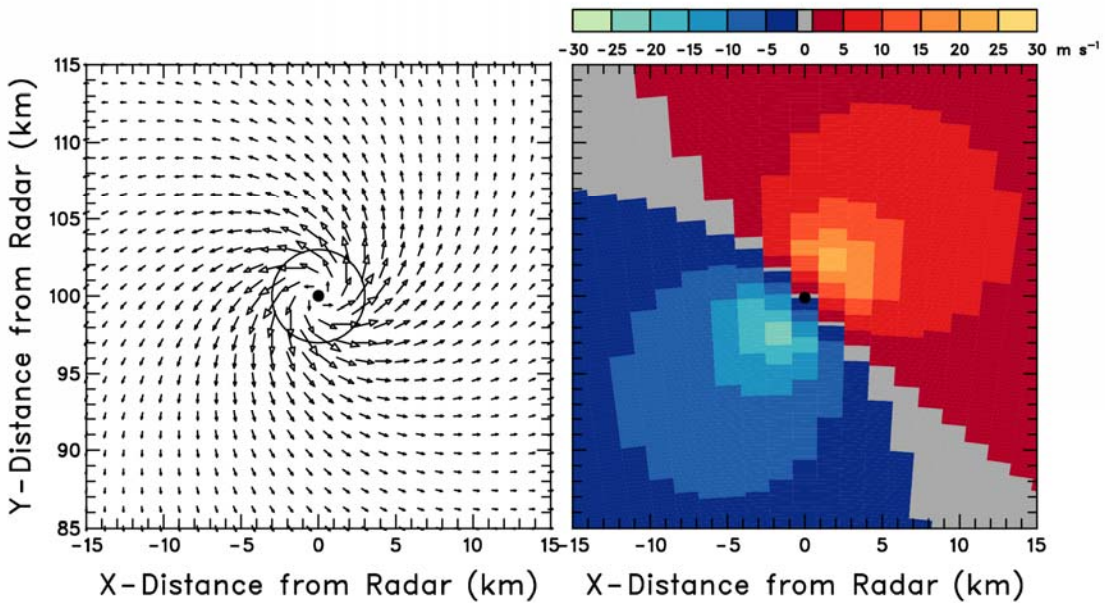 -30 -25 -20 -15 -10 -5 0 5 10 15 20 25 30 m s⁻¹
115
110
105
100
95
90
85
Y-Distance from Radar (km)
-15 -10 -5 0 5 10 15
-15 -10 -5 0 5 10 15
X-Distance from Radar (km)
X-Distance from Radar (km)